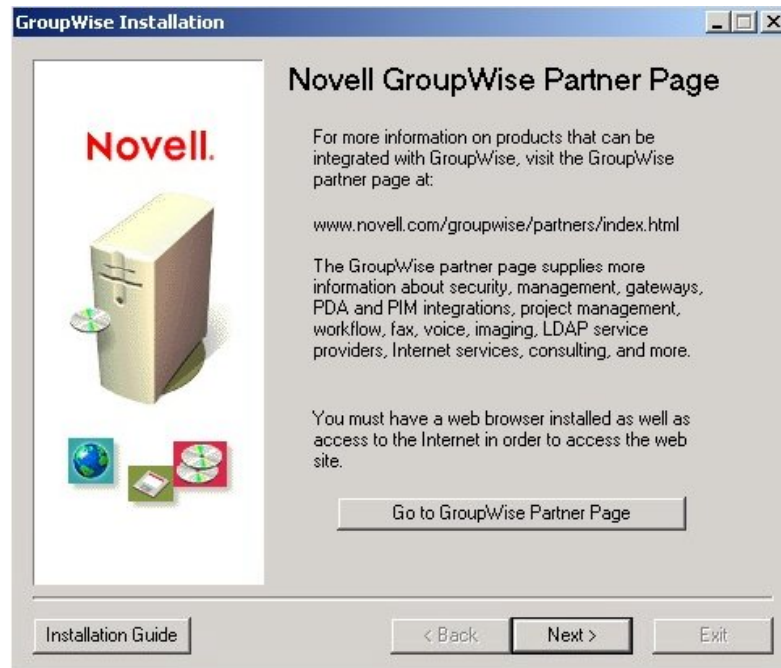 GroupWise Installation
Novell GroupWise Partner Page
Novell.
For more information on products that can be
integrated with GroupWise, visit the GroupWise
partner page at:
www.novell.com/groupwise/partners/index.html
The GroupWise partner page supplies more
information about security, management, gateways,
PDA and PIM integrations, project management,
workflow, fax, voice, imaging, LDAP service
providers, Internet services, consulting, and more.
You must have a web browser installed as well as
access to the Internet in order to access the web
site.
Go to GroupWise Partner Page
Installation Guide
< Back
Next >
Exit